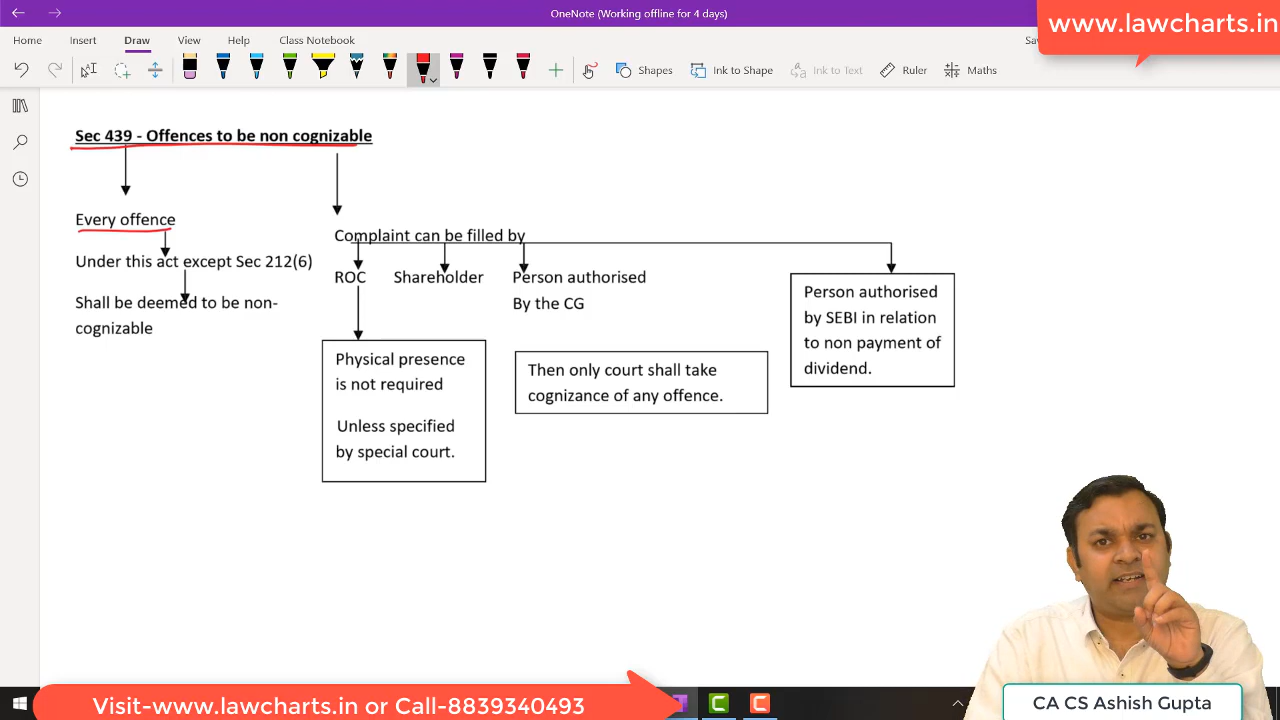 OneNote (Working offline for 4 days)
www.lawcharts.in
Home Insert Draw View Help Class Notebook
Shapes Ink to Shape Ink to Text Ruler Maths
Sec 439 - Offences to be non cognizable
Every offence
Under this act except Sec 212(6)
Shall be deemed to be non-
cognizable
Complaint can be filled by
ROC
Shareholder
Person authorised
By the CG
Person authorised
by SEBI in relation
to non payment of
dividend.
Physical presence
is not required
Unless specified
by special court.
Then only court shall take
cognizance of any offence.
Visit-www.lawcharts.in or Call-8839340493
CA CS Ashish Gupta